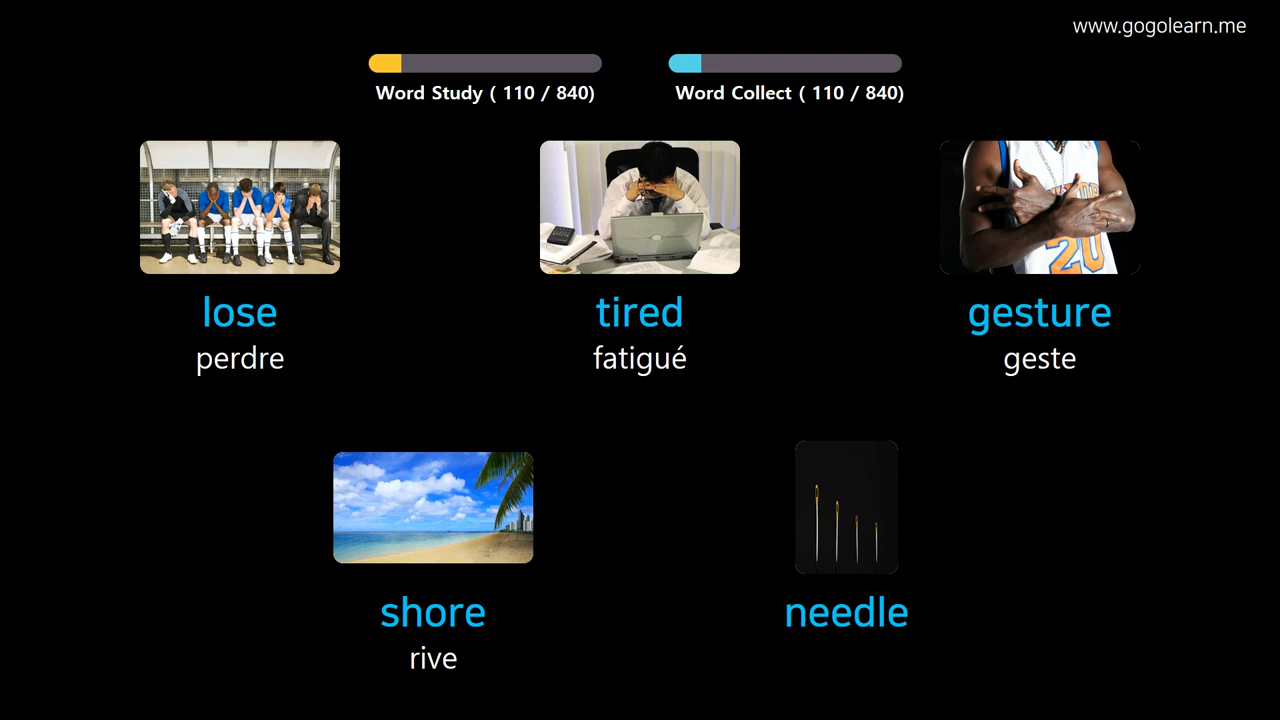 www.gogolearn.me
Word Study ( 110 / 840)
Word Collect ( 110 / 840)
20
lose
tired
gesture
perdre
fatigué
geste
shore
needle
rive